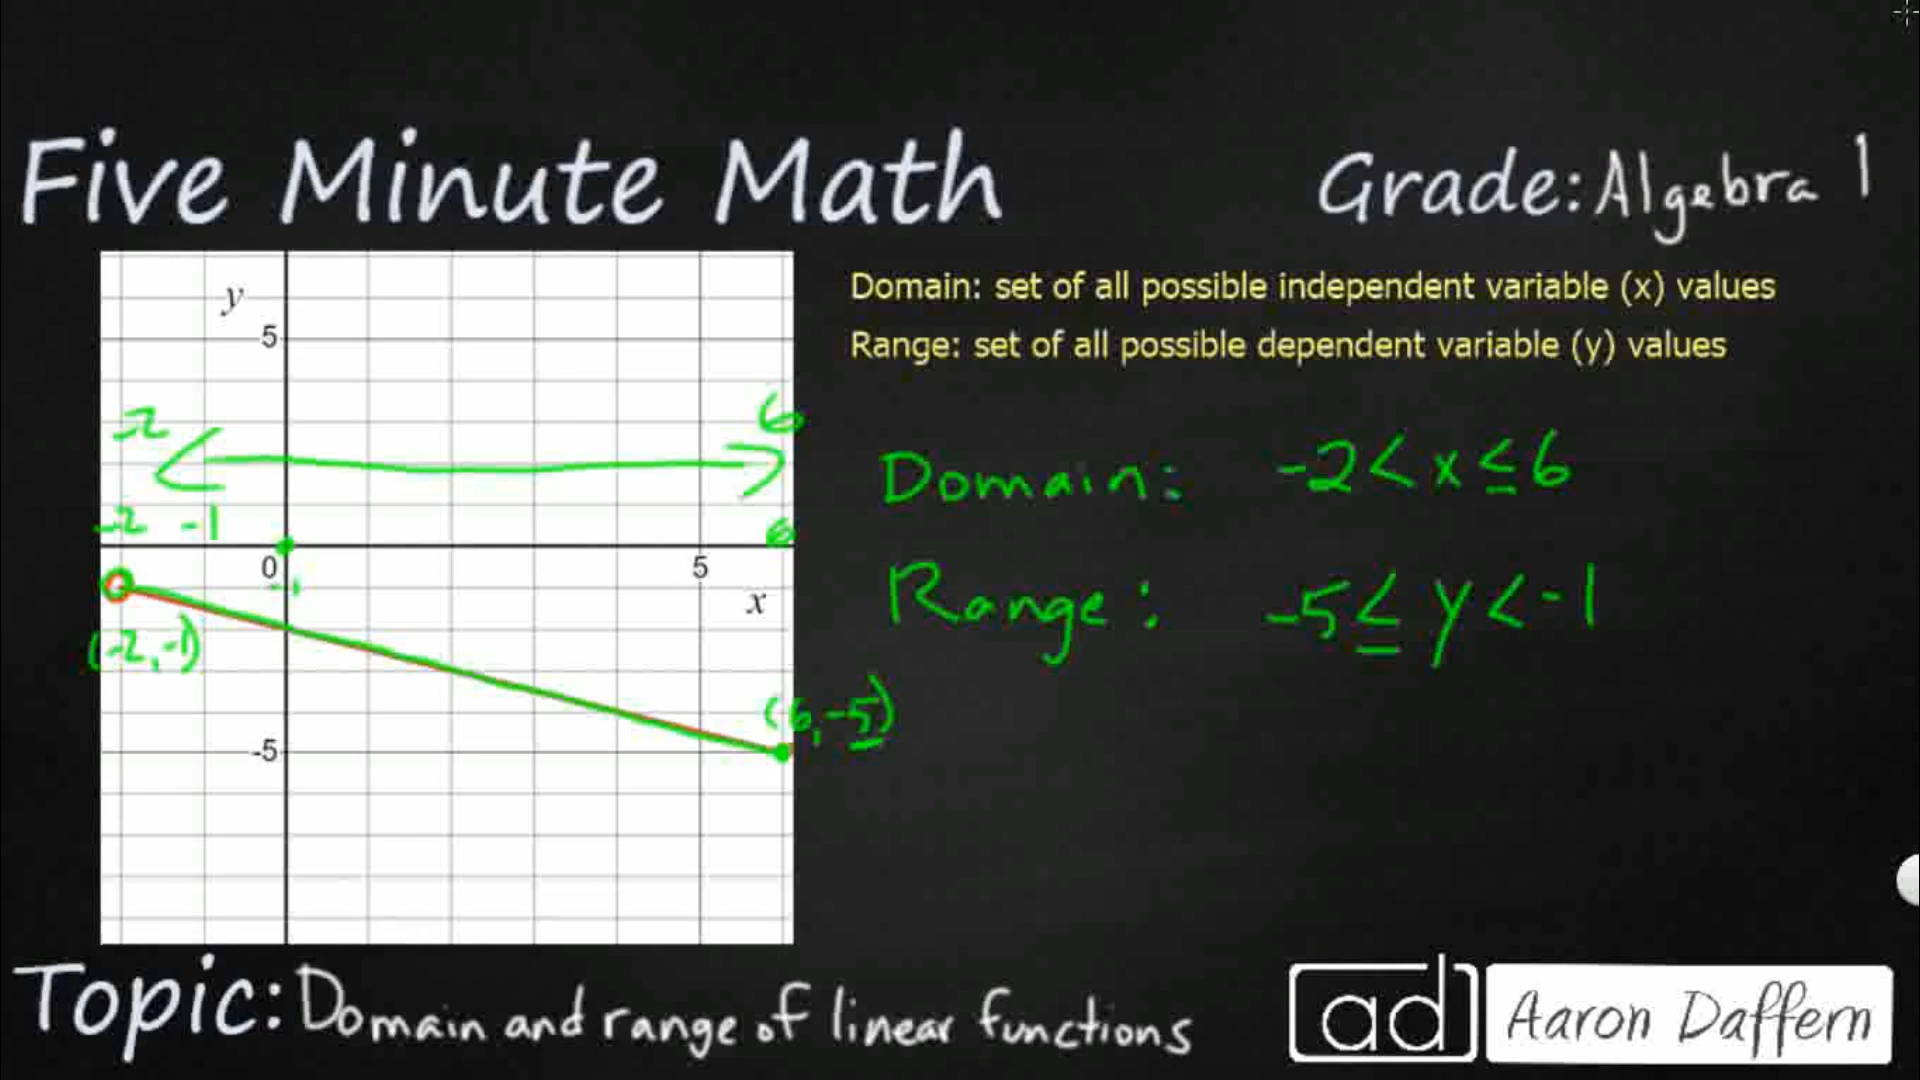 Five Minute Math
Grade: Algebra 1
Domain: set of all possible independent variable (x) values
Range: set of all possible dependent variable (y) values
y
5
-2
6
-2 -1
6
0
-1
5
x
(-2,-1)
(6,-5)
-5
Domain: -2 < x ≤ 6
Range: -5 ≤ y < -1
Topic: Domain and range of linear functions
ad Aaron Daffern